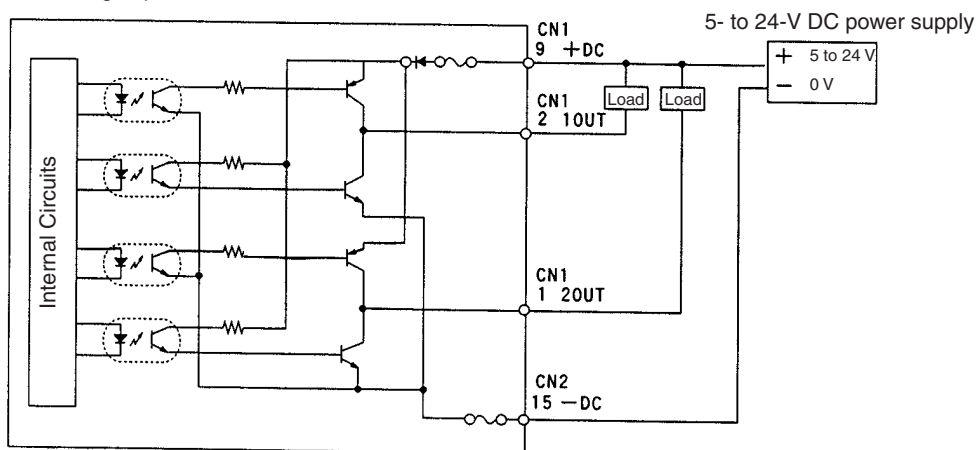 5- to 24-V DC power supply
CN1
9 +DC
+ 5 to 24 V
− 0 V
Load
Load
CN1
2 1OUT
Internal Circuits
CN1
1 2OUT
CN2
15 −DC